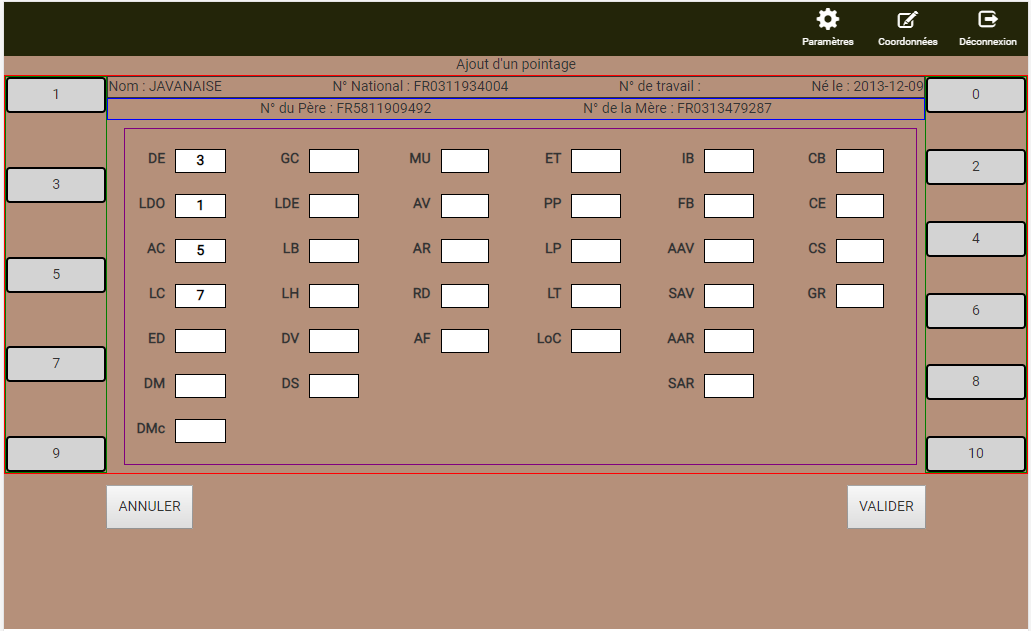 Paramètres Coordonnées Déconnexion
Ajout d'un pointage
Nom : JAVANAISE N° National : FR0311934004 N° de travail : Né le : 2013-12-09
N° du Père : FR5811909492 N° de la Mère : FR0313479287
1 0
DE 3 GC MU ET IB CB
2
3
LDO 1 LDE AV PP FB CE
4
AC 5 LB AR LP AAV CS
5
LC 7 LH RD LT SAV GR
6
ED DV AF LoC AAR
7
DM DS SAR
8
DMc
9 10
ANNULER VALIDER